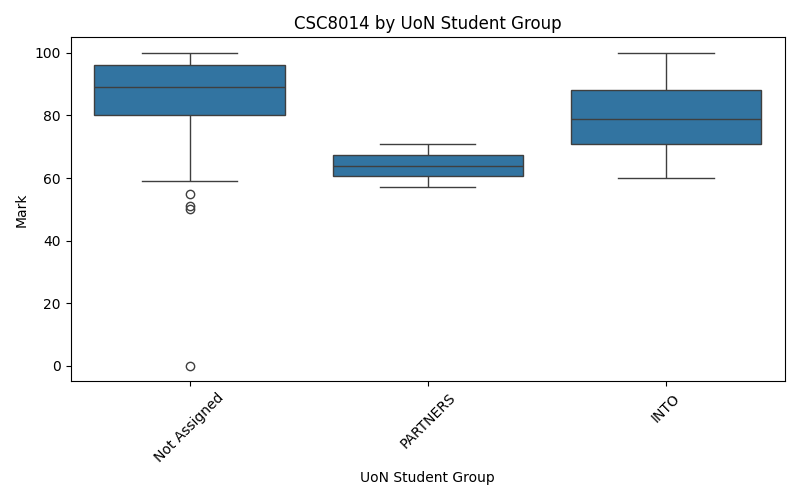 CSC8014 by UoN Student Group
Mark
100
80
60
40
20
0
Not Assigned
PARTNERS
INTO
UoN Student Group